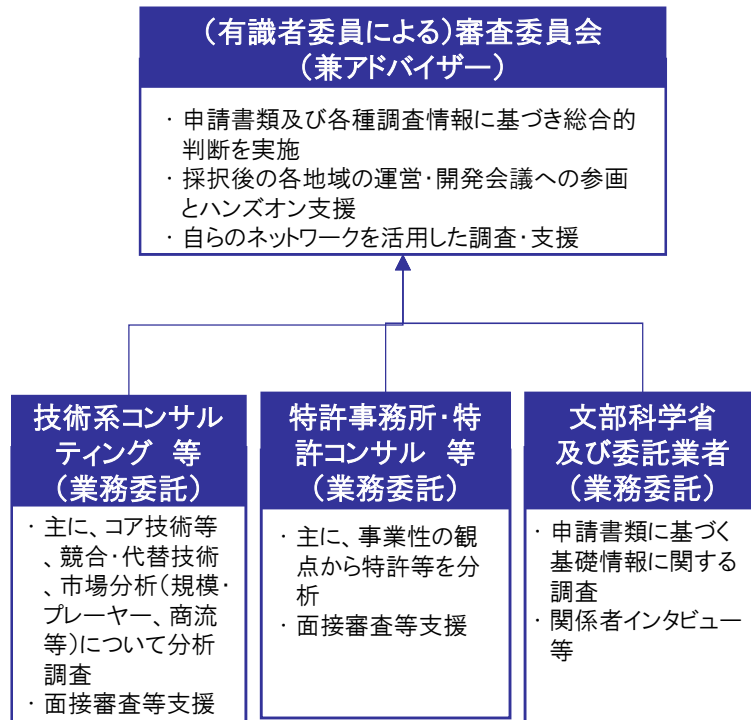 （有識者委員による）審査委員会
（兼アドバイザー）
・申請書類及び各種調査情報に基づき総合的
判断を実施
・採択後の各地域の運営・開発会議への参画
とハンズオン支援
・自らのネットワークを活用した調査・支援
技術系コンサル
ティング　等
（業務委託）
・主に、コア技術等
、競合・代替技術
、市場分析（規模・
プレーヤー、商流
等）について分析
調査
・面接審査等支援
特許事務所・特
許コンサル　等
（業務委託）
・主に、事業性の観
点から特許等を分
析
・面接審査等支援
文部科学省
及び委託業者
（業務委託）
・申請書類に基づく
基礎情報に関する
調査
・関係者インタビュー
等